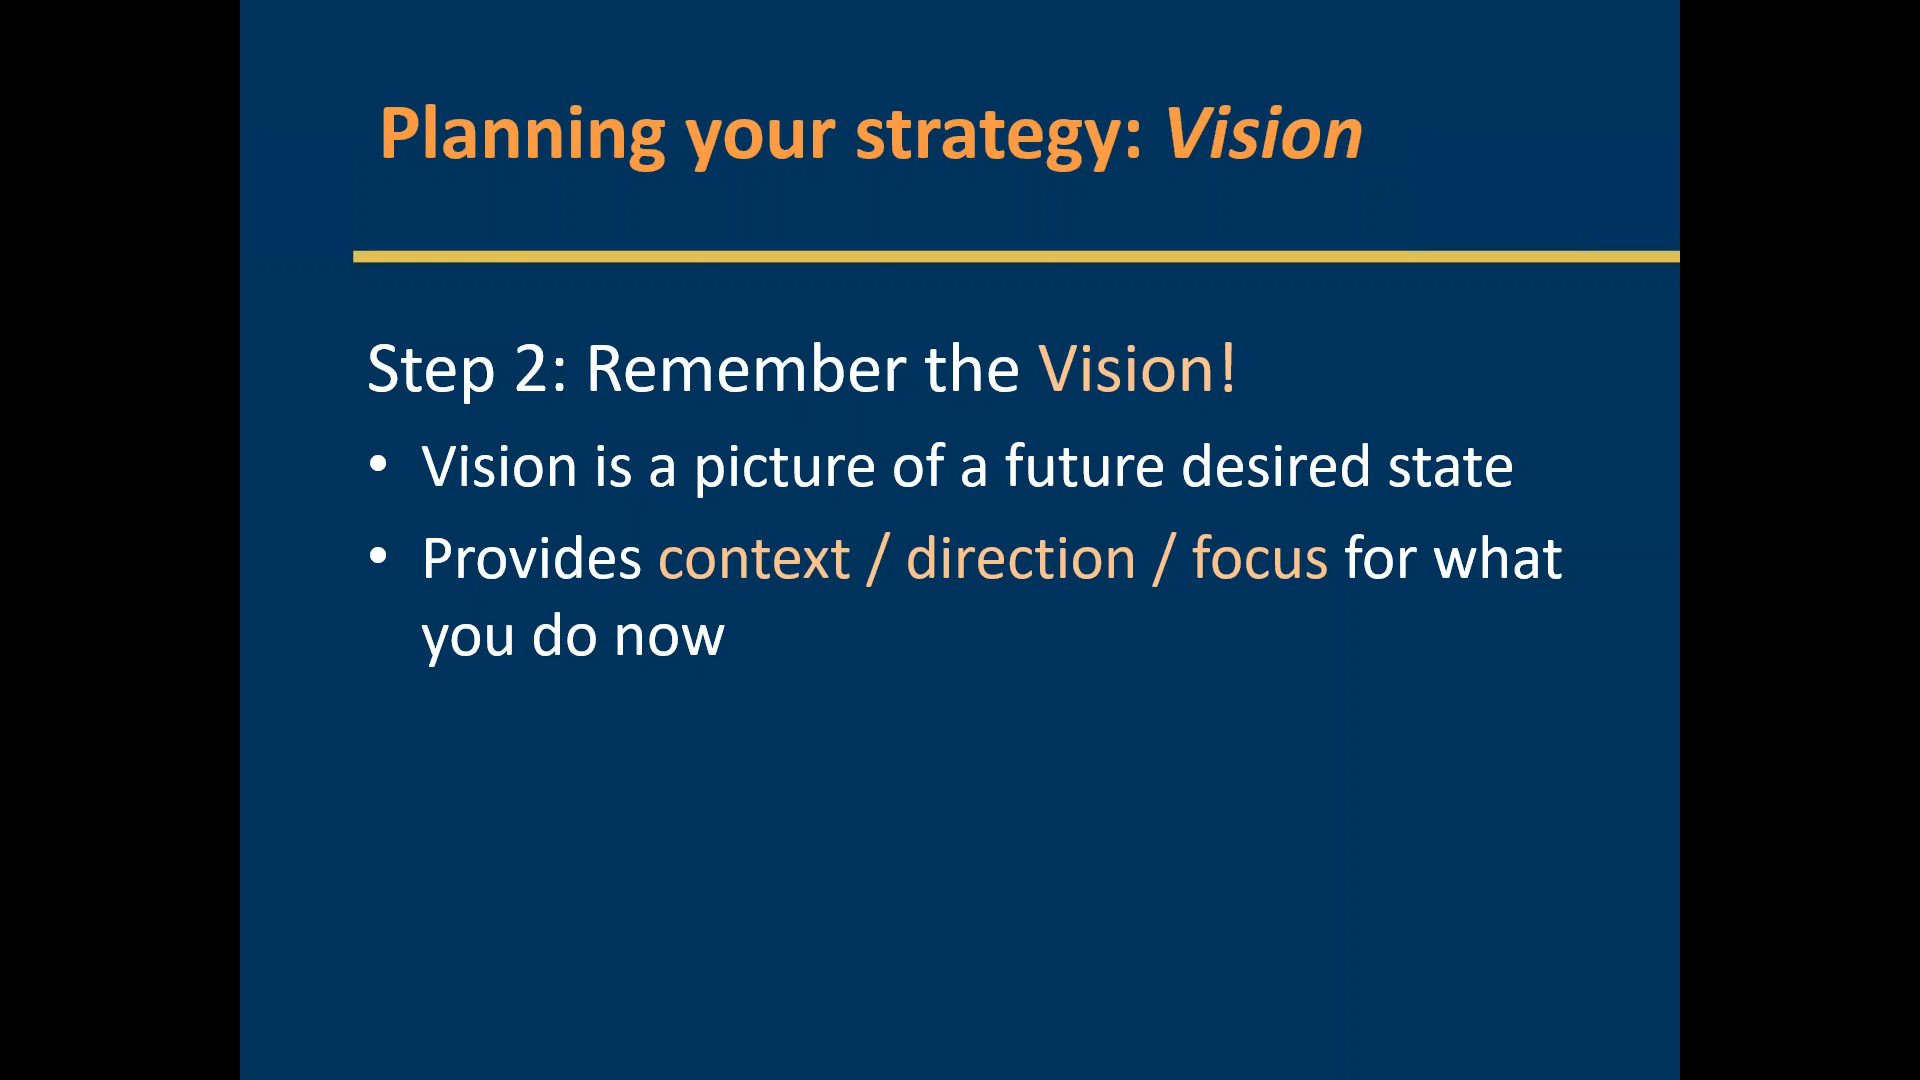 Planning your strategy: Vision
Step 2: Remember the Vision!
• Vision is a picture of a future desired state
• Provides context / direction / focus for what
you do now